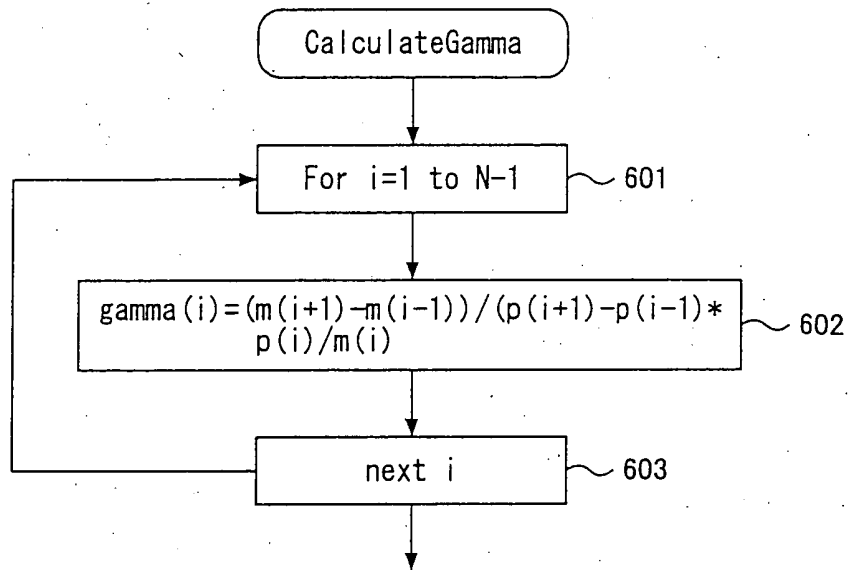 CalculateGamma
For i=1 to N-1
601
gamma(i)=(m(i+1)-m(i-1))/(p(i+1)-p(i-1)*
p(i)/m(i)
602
next i
603